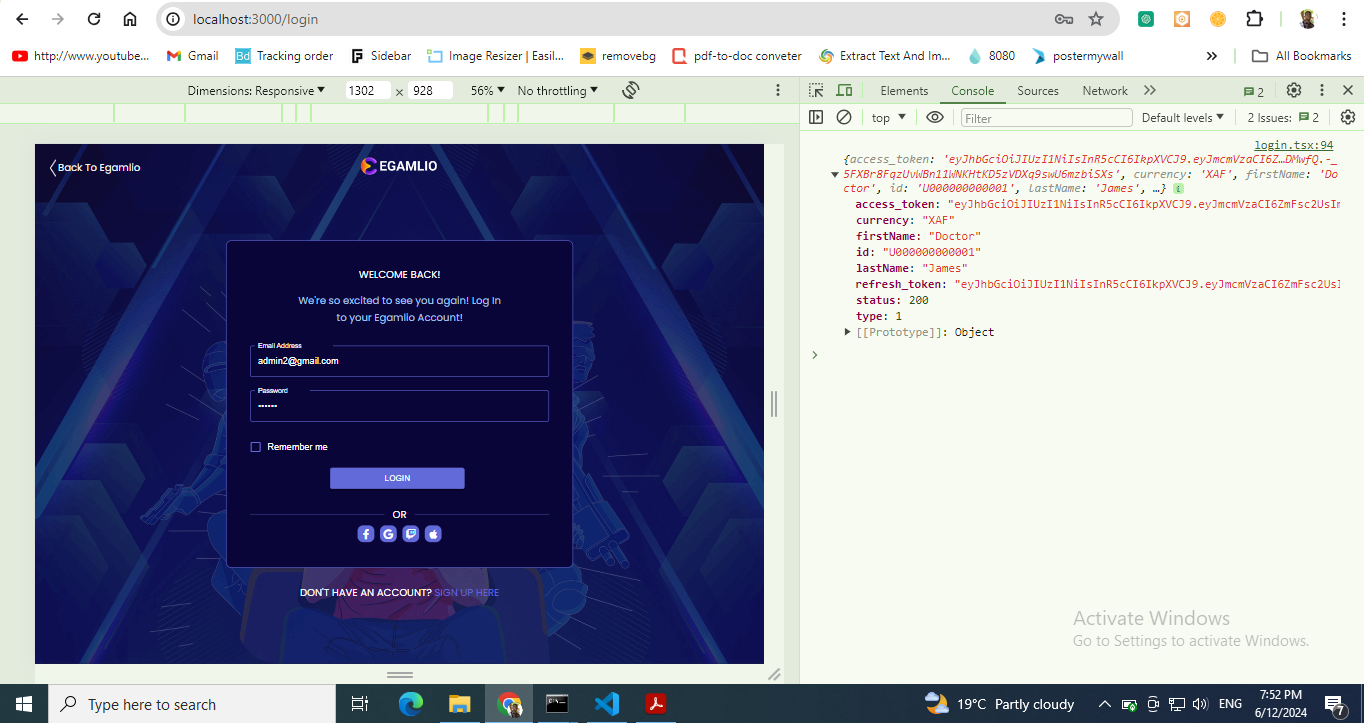 localhost:3000/login
http://www.youtube... Gmail Tracking order Sidebar Image Resizer | Easil... removebg pdf-to-doc conveter Extract Text And Im... 8080 postermywall » All Bookmarks
Dimensions: Responsive ▼ 1302 × 928 56% ▼ No throttling ▼
Elements Console Sources Network 2
top ▼ Filter Default levels ▼ 2 Issues: 2
Back To Egamlio
EGAMLIO
WELCOME BACK!
We're so excited to see you again! Log In
to your Egamlio Account!
Email Address
admin2@gmail.com
Password
••••••
Remember me
LOGIN
OR
DON'T HAVE AN ACCOUNT? SIGN UP HERE
login.tsx:94
{access_token: 'eyJhbGciOiJIUzI1NiIsInR5cCI6IkpXVCJ9.eyJmcmVzaCI6Z…DMwfQ.-_
5FXBr8FqzUvWBn11WNKHtKD5zVDXq9swU6mzbiSXs', currency: 'XAF', firstName: 'Do
ctor', id: 'U000000000001', lastName: 'James', …}
access_token: "eyJhbGciOiJIUzI1NiIsInR5cCI6IkpXVCJ9.eyJmcmVzaCI6ZmFsc2UsIm
currency: "XAF"
firstName: "Doctor"
id: "U000000000001"
lastName: "James"
refresh_token: "eyJhbGciOiJIUzI1NiIsInR5cCI6IkpXVCJ9.eyJmcmVzaCI6ZmFsc2UsI
status: 200
type: 1
[[Prototype]]: Object
Activate Windows
Go to Settings to activate Windows.
Type here to search
19°C Partly cloudy
ENG
7:52 PM
6/12/2024
7